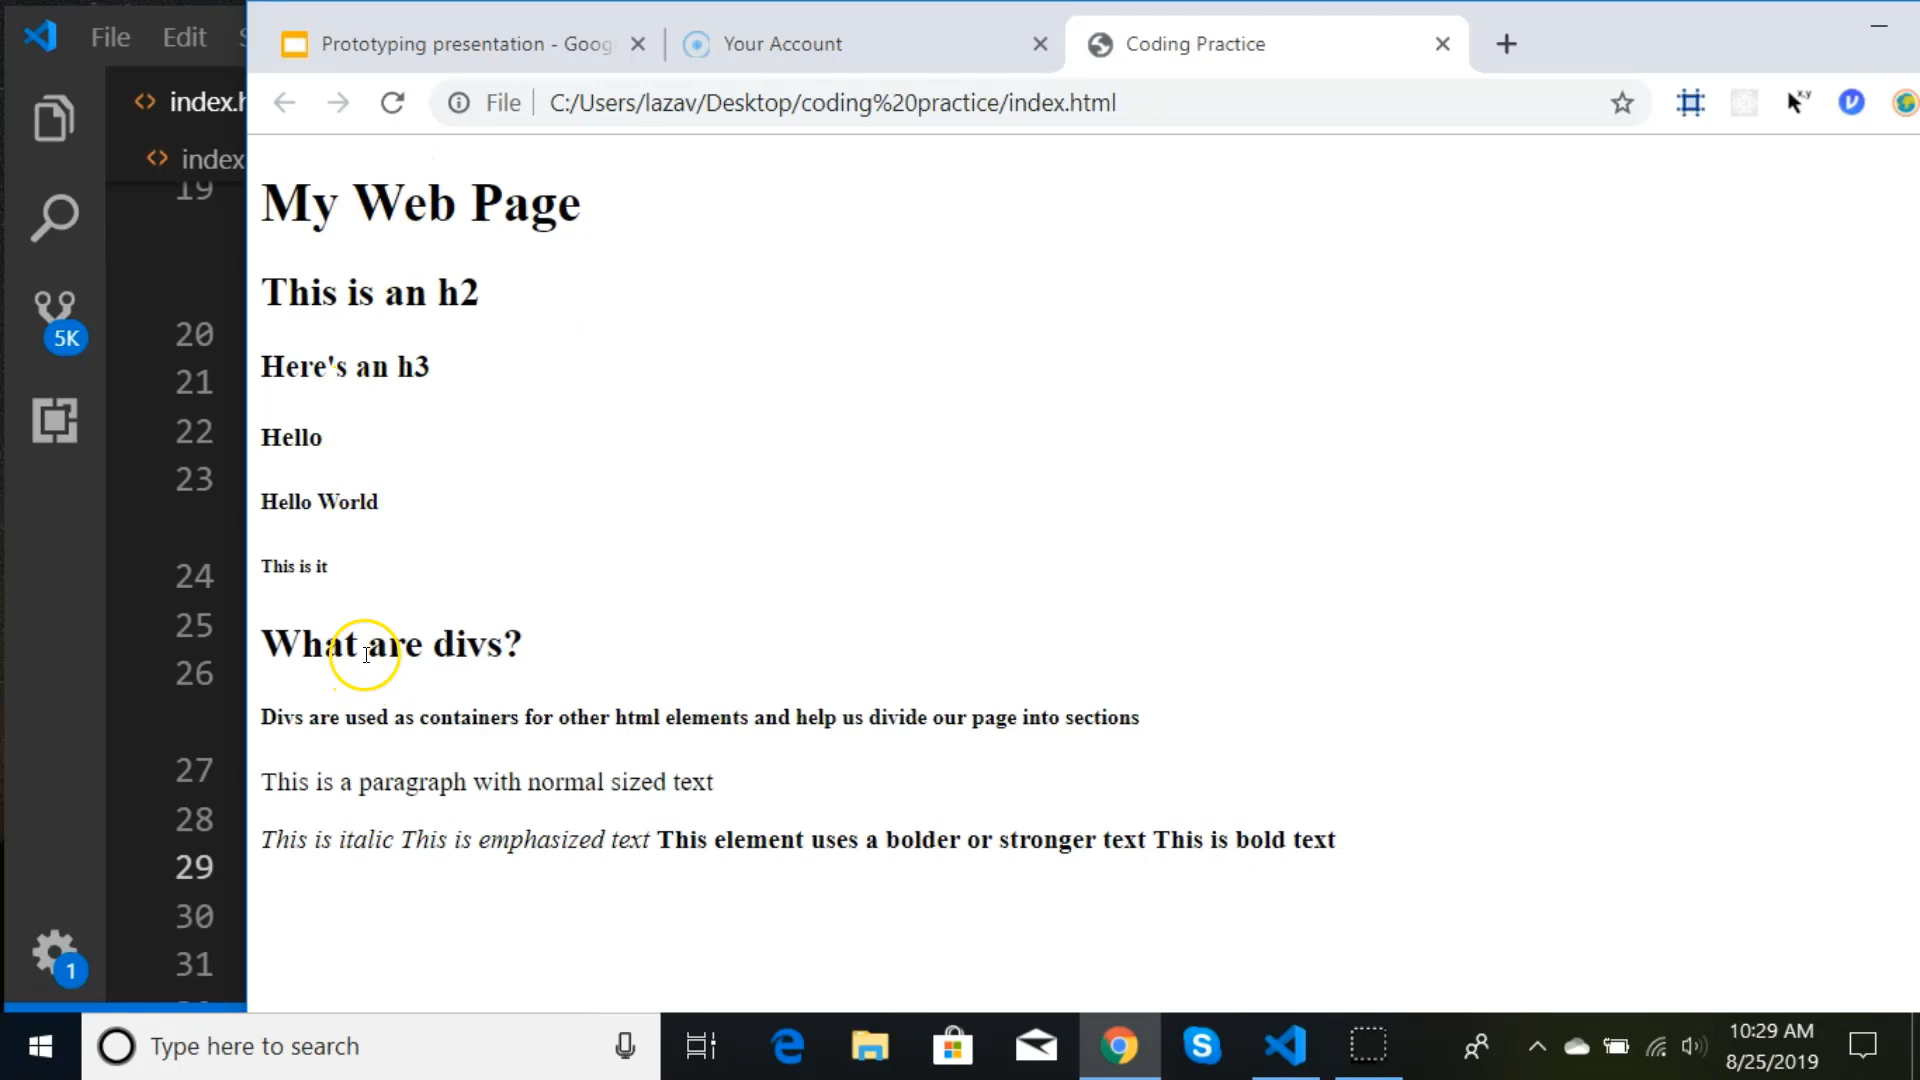 File Edit
Prototyping presentation - Goog
Your Account
Coding Practice
index.h
File
C:/Users/lazav/Desktop/coding%20practice/index.html
x,y
index
19
My Web Page
This is an h2
5K
20
Here's an h3
21
22
Hello
23
Hello World
This is it
24
25
What are divs?
26
Divs are used as containers for other html elements and help us divide our page into sections
27
This is a paragraph with normal sized text
28
This is italic This is emphasized text This element uses a bolder or stronger text This is bold text
29
30
31
1
Type here to search
10:29 AM
8/25/2019